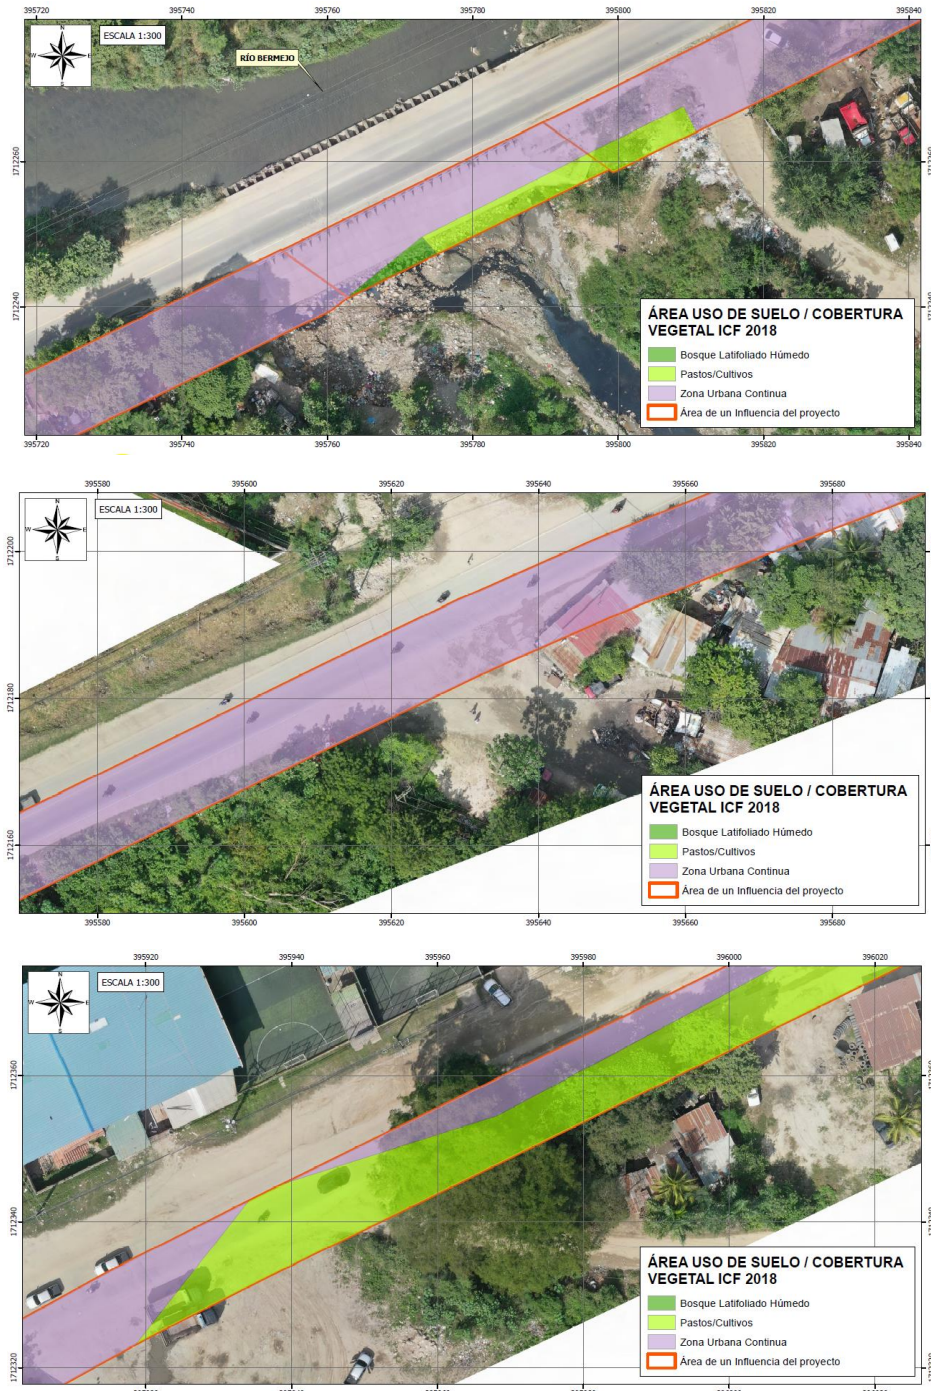 395720 395740 395760 395780 395800 395820 395840
N
W E
S
ESCALA 1:300
RÍO BERMEJO
1712260 1712260
1712240 1712240
ÁREA USO DE SUELO / COBERTURA
VEGETAL ICF 2018
Bosque Latifoliado Húmedo
Pastos/Cultivos
Zona Urbana Continua
Área de un Influencia del proyecto
395720 395740 395760 395780 395800 395820 395840
395580 395600 395620 395640 395660 395680
N
W E
S
ESCALA 1:300
1712200
1712180
1712160
ÁREA USO DE SUELO / COBERTURA
VEGETAL ICF 2018
Bosque Latifoliado Húmedo
Pastos/Cultivos
Zona Urbana Continua
Área de un Influencia del proyecto
395580 395600 395620 395640 395660 395680
395920 395940 395960 395980 396000 396020
N
W E
S
ESCALA 1:300
1712360
1712340
1712320
ÁREA USO DE SUELO / COBERTURA
VEGETAL ICF 2018
Bosque Latifoliado Húmedo
Pastos/Cultivos
Zona Urbana Continua
Área de un Influencia del proyecto